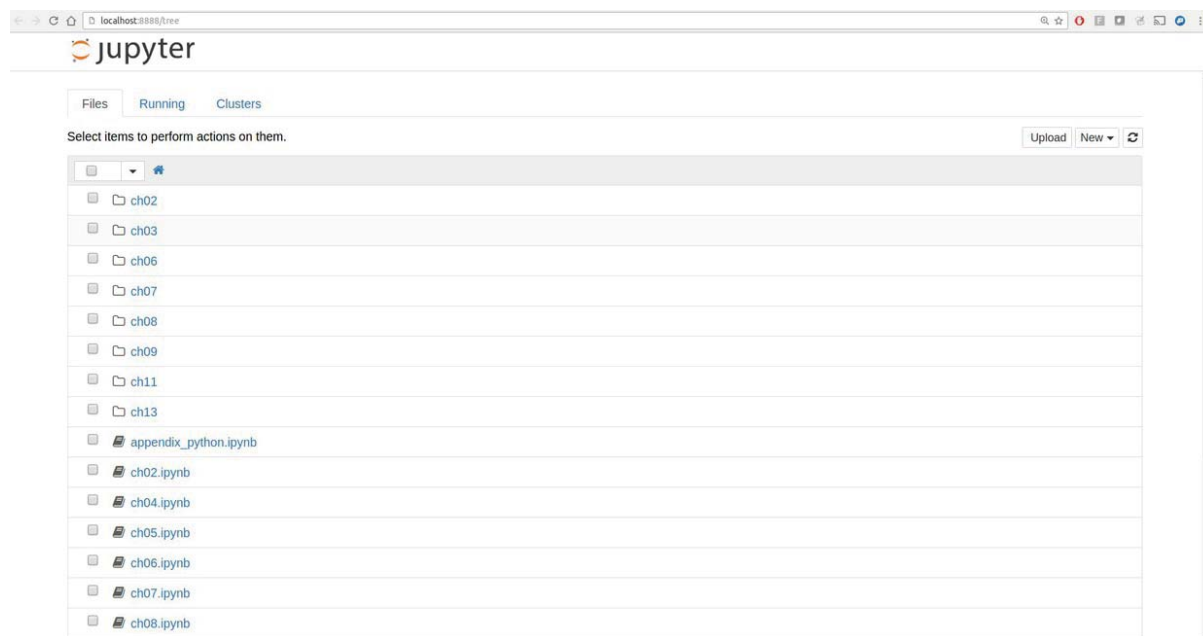 localhost:8888/tree
jupyter
Files Running Clusters
Select items to perform actions on them. Upload New
ch02
ch03
ch06
ch07
ch08
ch09
ch11
ch13
appendix_python.ipynb
ch02.ipynb
ch04.ipynb
ch05.ipynb
ch06.ipynb
ch07.ipynb
ch08.ipynb